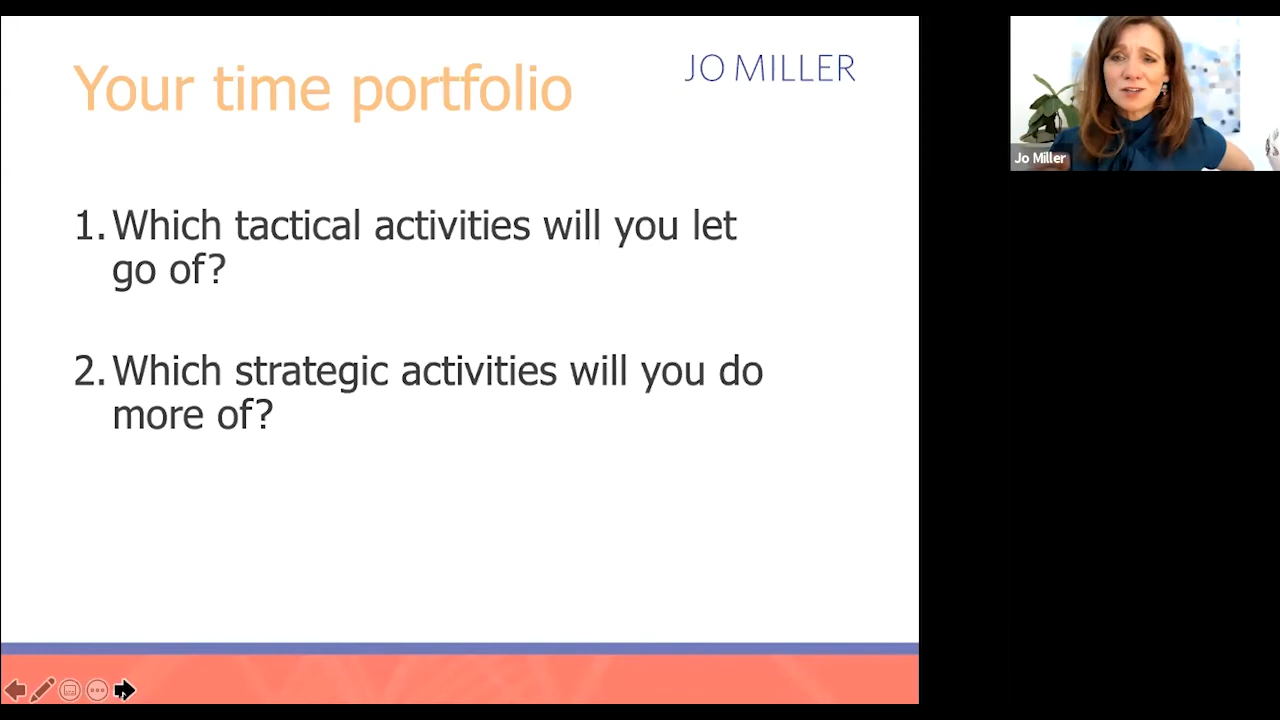 Your time portfolio
JO MILLER
1. Which tactical activities will you let
go of?
2. Which strategic activities will you do
more of?
Jo Miller